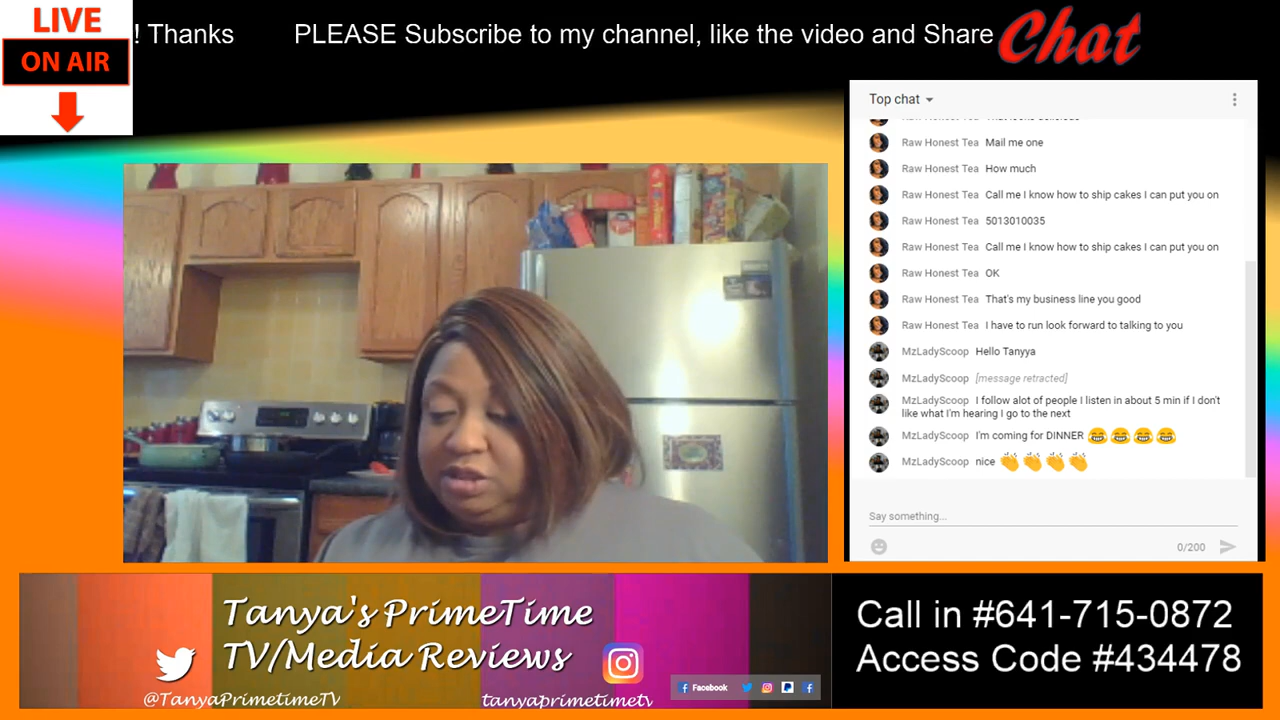 LIVE
ON AIR
! Thanks PLEASE Subscribe to my channel, like the video and Share
Chat
Top chat
Raw Honest Tea That looks delicious
Raw Honest Tea Mail me one
Raw Honest Tea How much
Raw Honest Tea Call me I know how to ship cakes I can put you on
Raw Honest Tea 5013010035
Raw Honest Tea Call me I know how to ship cakes I can put you on
Raw Honest Tea OK
Raw Honest Tea That's my business line you good
Raw Honest Tea I have to run look forward to talking to you
MzLadyScoop Hello Tanyya
MzLadyScoop [message retracted]
MzLadyScoop I follow alot of people I listen in about 5 min if I don't
like what I'm hearing I go to the next
MzLadyScoop I'm coming for DINNER 😂 😂 😂 😂
MzLadyScoop nice 👏 👏 👏 👏
Say something...
0/200
Tanya's PrimeTime
TV/Media Reviews
@TanyaPrimetimeTV
tanyaprimetimetv
Facebook
Call in #641-715-0872
Access Code #434478